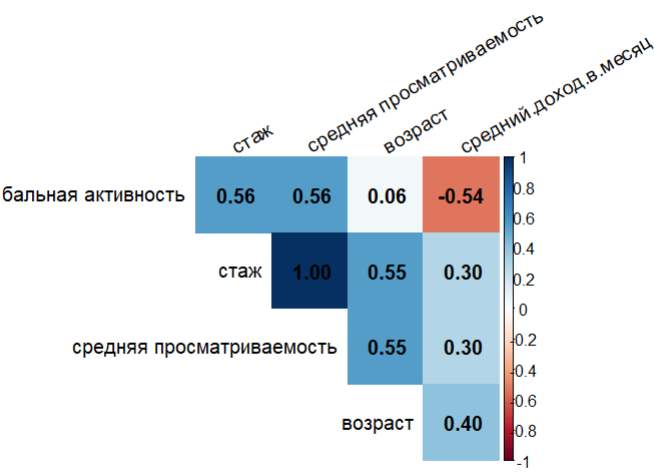 стаж
средняя просматриваемость
возраст
средний.доход.в.месяц
бальная активность 0.56 0.56 0.06 -0.54
стаж 1.00 0.55 0.30
средняя просматриваемость 0.55 0.30
возраст 0.40
1
0.8
0.6
0.4
0.2
0
-0.2
-0.4
-0.6
-0.8
-1